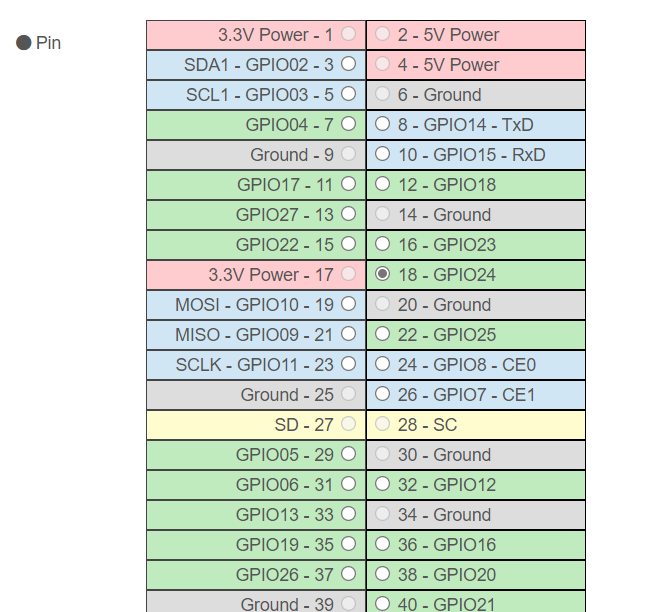 Pin
3.3V Power - 1 2 - 5V Power
SDA1 - GPIO02 - 3 4 - 5V Power
SCL1 - GPIO03 - 5 6 - Ground
GPIO04 - 7 8 - GPIO14 - TxD
Ground - 9 10 - GPIO15 - RxD
GPIO17 - 11 12 - GPIO18
GPIO27 - 13 14 - Ground
GPIO22 - 15 16 - GPIO23
3.3V Power - 17 18 - GPIO24
MOSI - GPIO10 - 19 20 - Ground
MISO - GPIO09 - 21 22 - GPIO25
SCLK - GPIO11 - 23 24 - GPIO8 - CE0
Ground - 25 26 - GPIO7 - CE1
SD - 27 28 - SC
GPIO05 - 29 30 - Ground
GPIO06 - 31 32 - GPIO12
GPIO13 - 33 34 - Ground
GPIO19 - 35 36 - GPIO16
GPIO26 - 37 38 - GPIO20
Ground - 39 40 - GPIO21